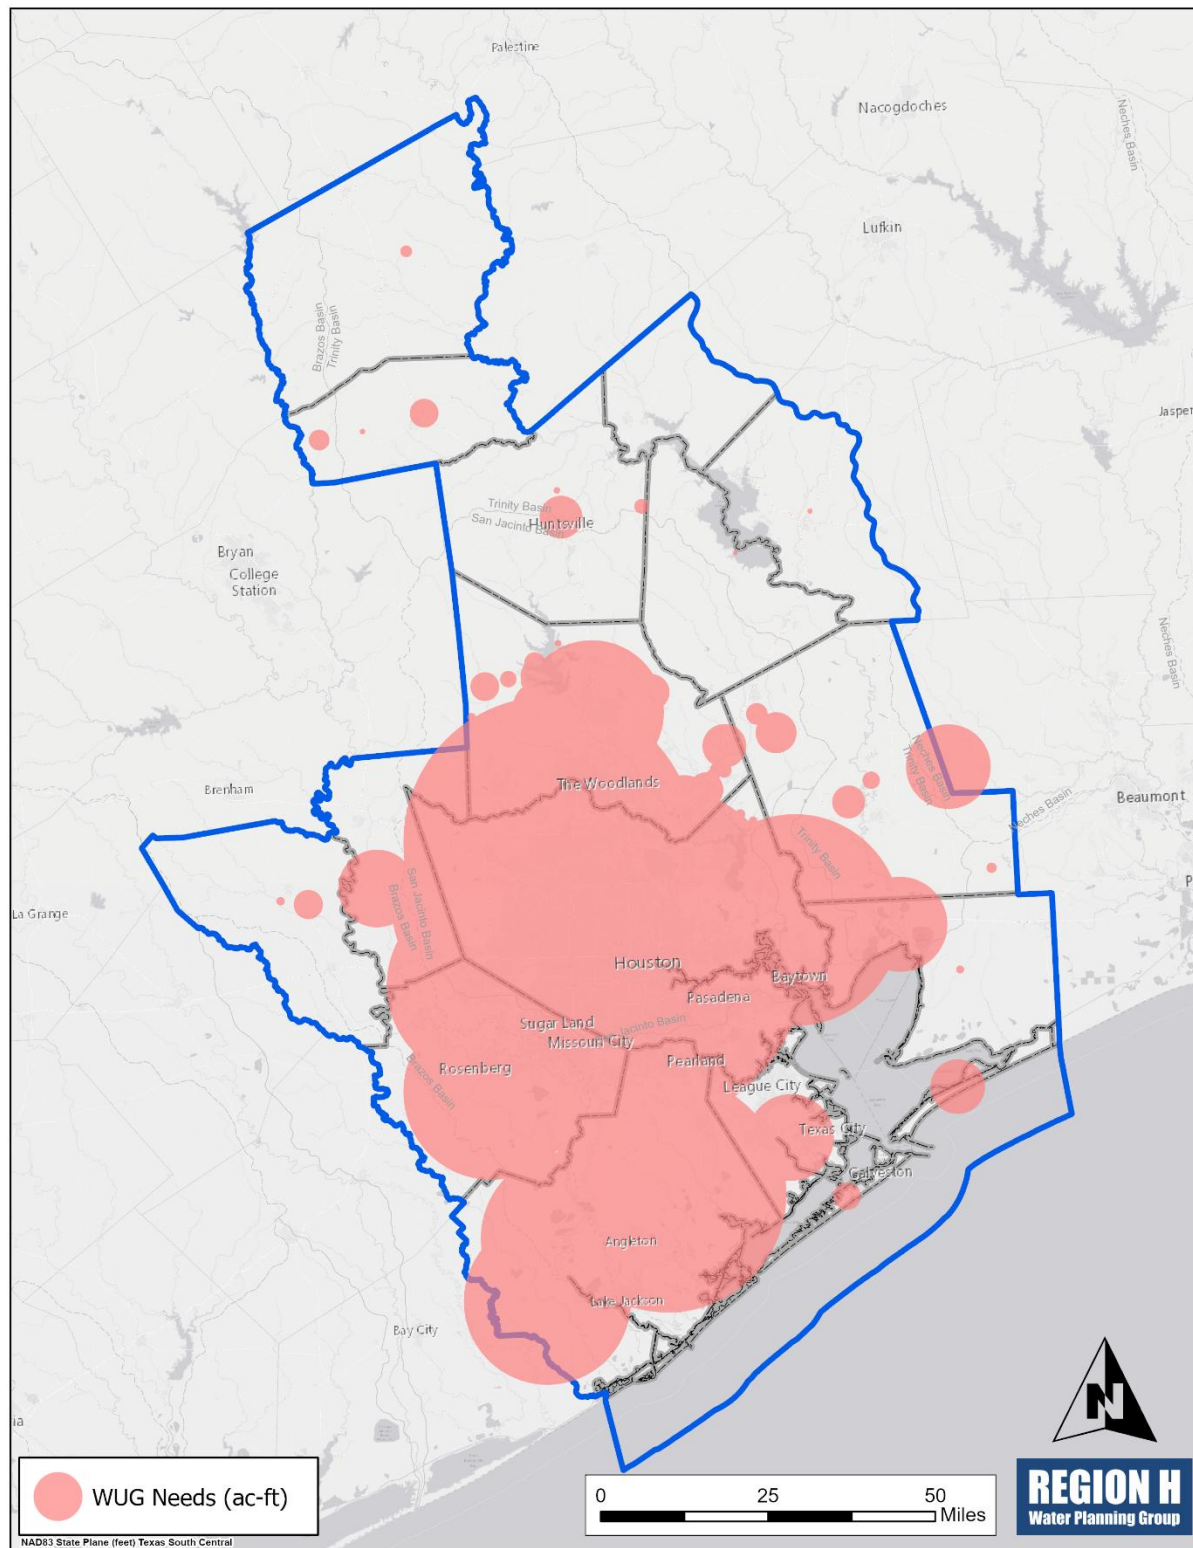 Palestine
Nacogdoches
Neches Basin
Lufkin
Brazos Basin
Trinity Basin
Jasper
Trinity Basin
San Jacinto Basin
Huntsville
Bryan
College
Station
Neches Basin
Neches Basin
Trinity Basin
The Woodlands
Brenham
Beaumont
Neches Basin
Trinity Basin
La Grange
San Jacinto Basin
Brazos Basin
Houston
Baytown
Pasadena
Sugar Land
Jacinto Basin
Missouri City
Pearland
Rosenberg
Brazos Basin
League City
Texas City
Galveston
Angleton
Lake Jackson
Bay City
N
WUG Needs (ac-ft)
0 25 50
Miles
REGION H
Water Planning Group
NAD83 State Plane (feet) Texas South Central